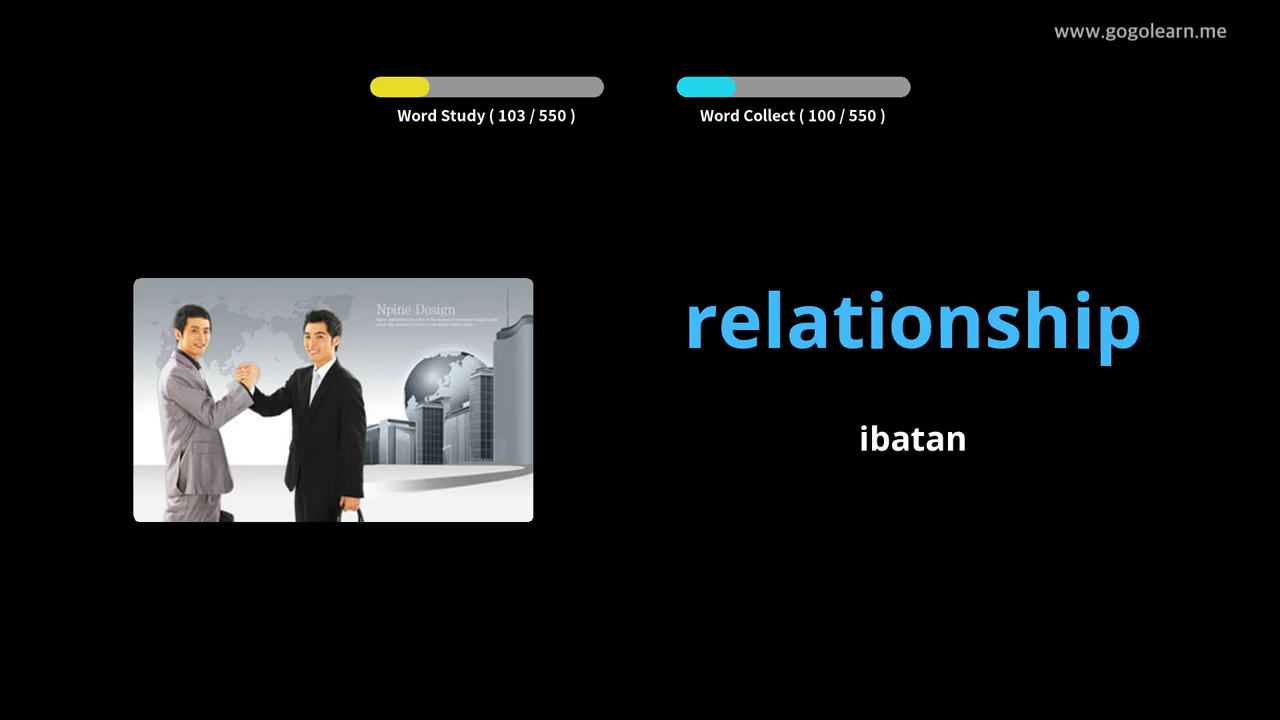 www.gogolearn.me
Word Study ( 103 / 550 )
Word Collect ( 100 / 550 )
Npine Design
relationship
ibatan